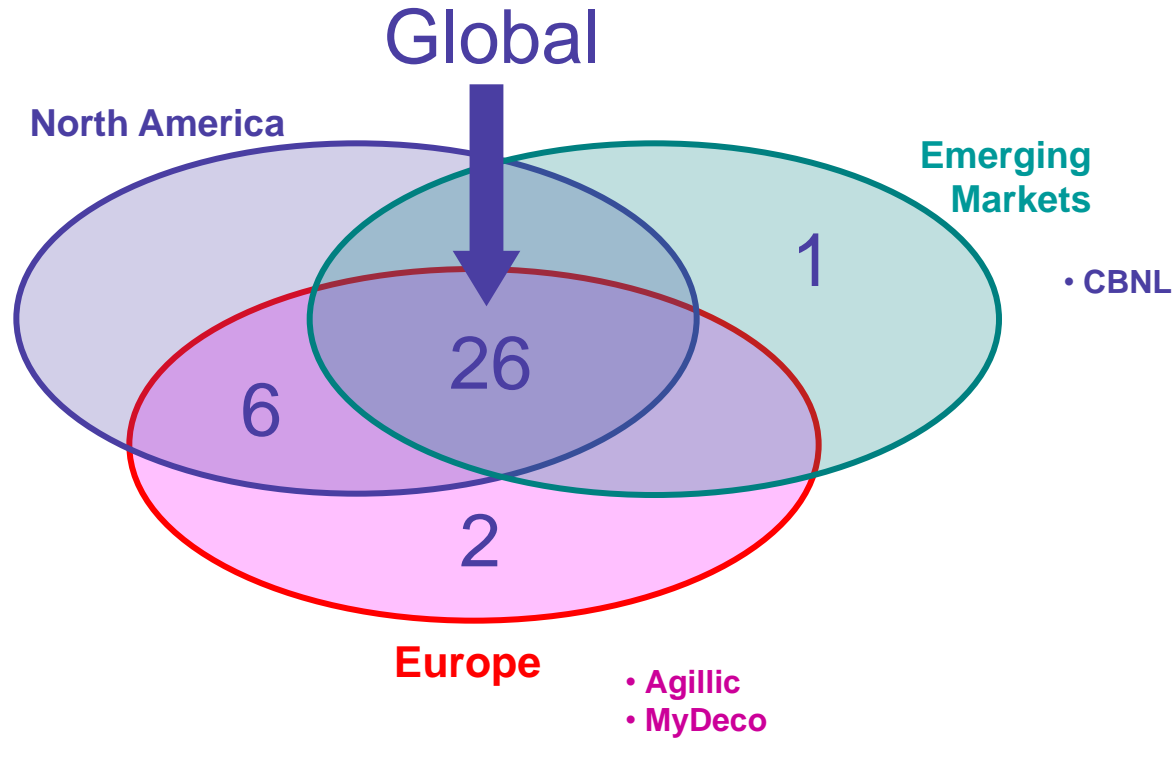 Global
North America
Emerging
Markets
1
• CBNL
26
6
2
Europe
• Agillic
• MyDeco